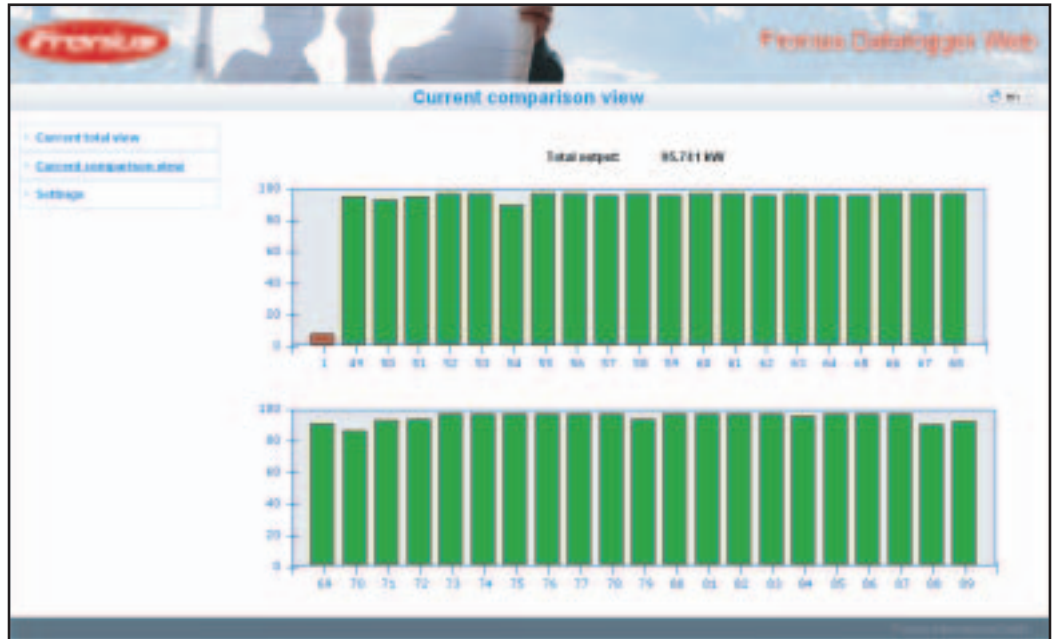 Fronius
Fronius Datalogger Web
Current comparison view
Current total view
Current comparison view
Settings
Total output:
100
80
60
40
20
0
1 49 50 51 52 53 54 55 56 57 58 59 60 61 62 63 64 65 66 67 68
100
80
60
40
20
0
69 70 71 72 73 74 75 76 77 78 79 80 81 82 83 84 85 86 87 88 89